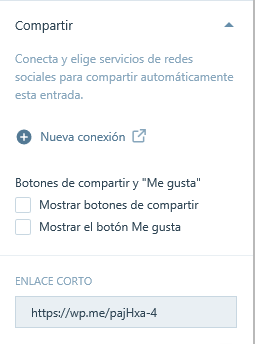 Compartir
Conecta y elige servicios de redes
sociales para compartir automáticamente
esta entrada.
Nueva conexión
Botones de compartir y "Me gusta"
Mostrar botones de compartir
Mostrar el botón Me gusta
ENLACE CORTO
https://wp.me/pajHxa-4